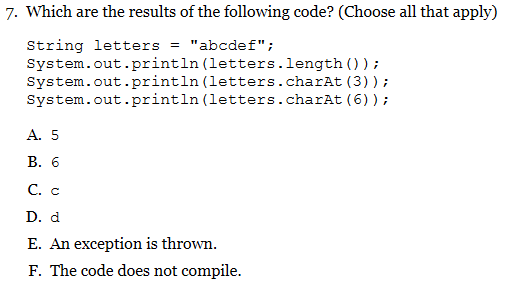 7. Which are the results of the following code? (Choose all that apply)
String letters = "abcdef";
System.out.println(letters.length());
System.out.println(letters.charAt(3));
System.out.println(letters.charAt(6));
A. 5
B. 6
C. c
D. d
E. An exception is thrown.
F. The code does not compile.